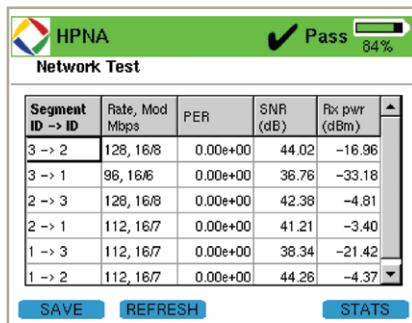 HPNA Pass 84%
Network Test
Segment ID -> ID Rate, Mod Mbps PER SNR (dB) Rx pwr (dBm)
3 -> 2 128, 16/8 0.00e+00 44.02 -16.96
3 -> 1 96, 16/6 0.00e+00 36.76 -33.18
2 -> 3 128, 16/8 0.00e+00 42.38 -4.81
2 -> 1 112, 16/7 0.00e+00 41.21 -3.40
1 -> 3 112, 16/7 0.00e+00 38.34 -21.42
1 -> 2 112, 16/7 0.00e+00 44.26 -4.37
SAVE REFRESH STATS